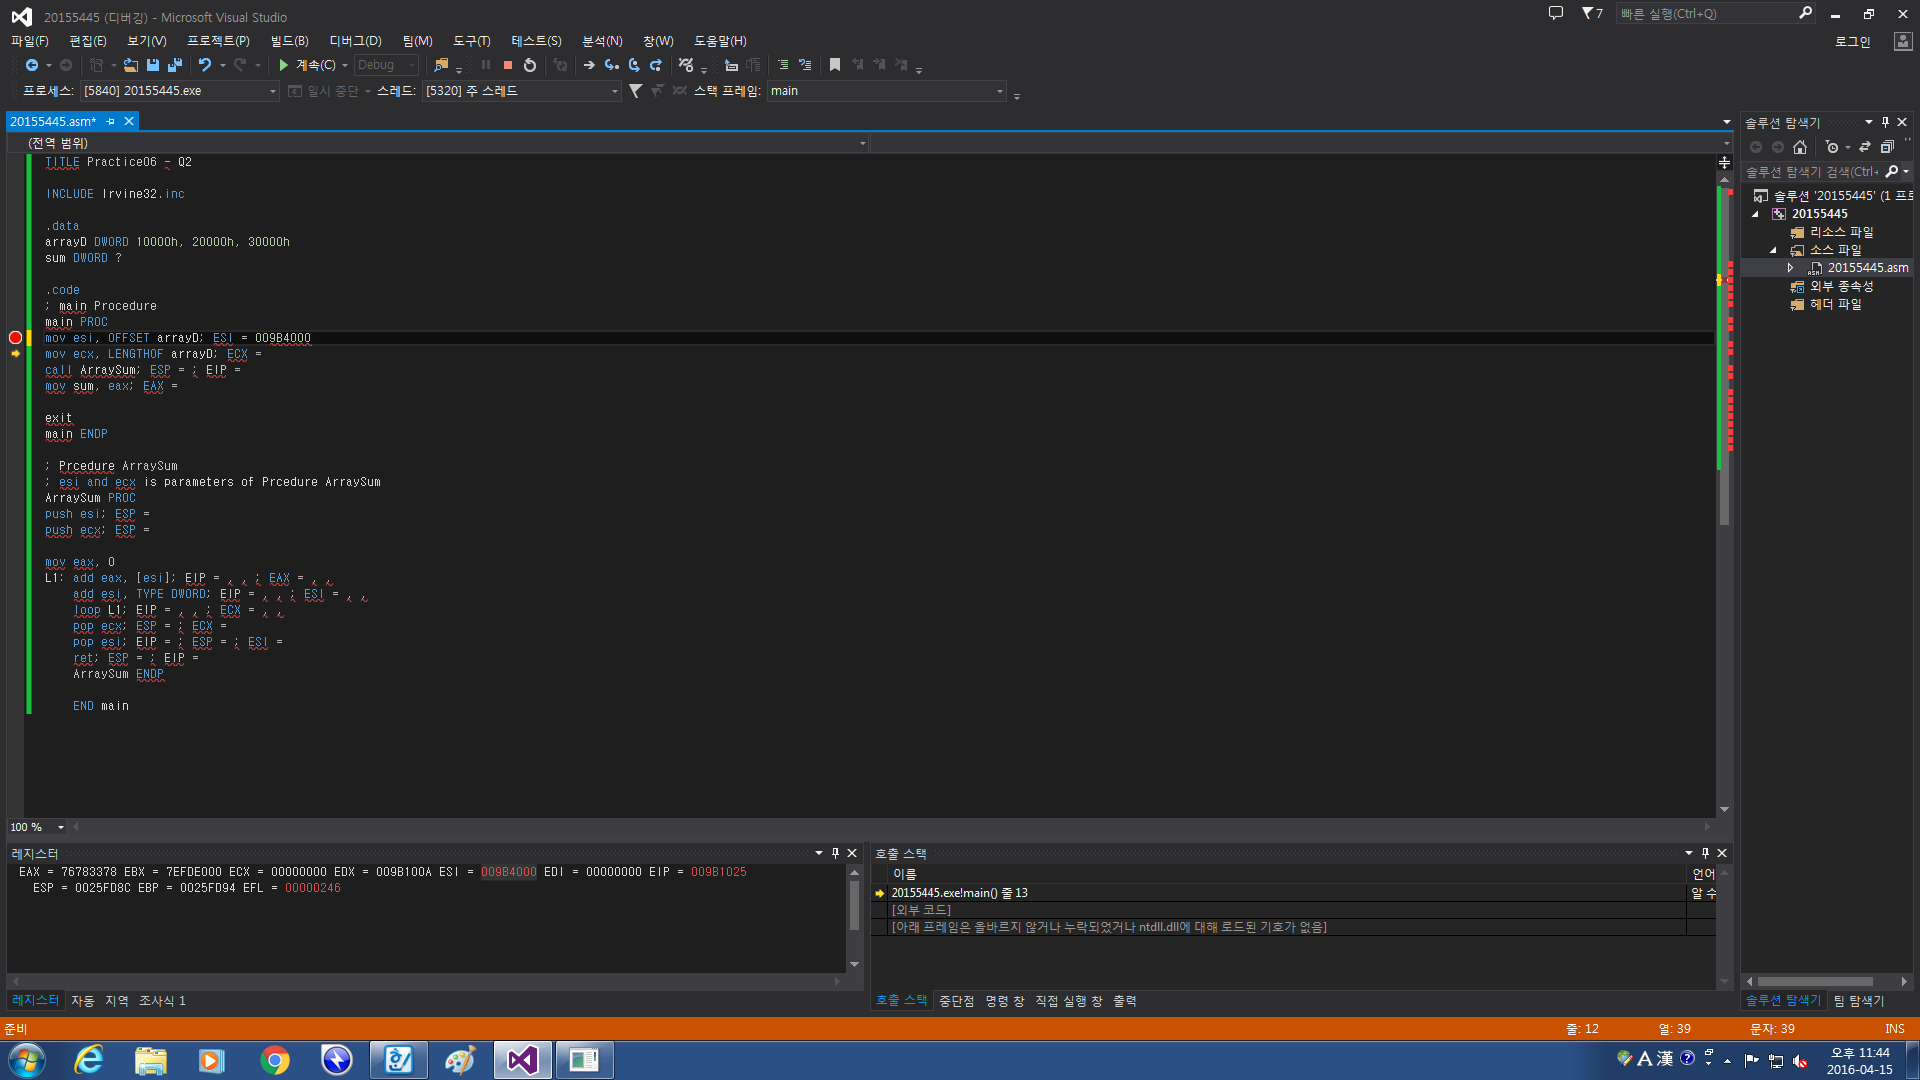 20155445 (디버깅) - Microsoft Visual Studio
7
빠른 실행(Ctrl+Q)
파일(F) 편집(E) 보기(V) 프로젝트(P) 빌드(B) 디버그(D) 팀(M) 도구(T) 테스트(S) 분석(N) 창(W) 도움말(H)
로그인
계속(C) Debug
프로세스: [5840] 20155445.exe 일시 중단 스레드: [5320] 주 스레드 스택 프레임: main
20155445.asm*
(전역 범위)
TITLE Practice06 - Q2
INCLUDE Irvine32.inc
.data
arrayD DWORD 10000h, 20000h, 30000h
sum DWORD ?
.code
; main Procedure
main PROC
mov esi, OFFSET arrayD; ESI = 009B4000
mov ecx, LENGTHOF arrayD; ECX =
call ArraySum; ESP = ; EIP =
mov sum, eax; EAX =
exit
main ENDP
; Prcedure ArraySum
; esi and ecx is parameters of Prcedure ArraySum
ArraySum PROC
push esi; ESP =
push ecx; ESP =
mov eax, 0
L1: add eax, [esi]; EIP = , , ; EAX = , ,
add esi, TYPE DWORD; EIP = , , ; ESI = , ,
loop L1; EIP = , , ; ECX = , ,
pop ecx; ESP = ; ECX =
pop esi; EIP = ; ESP = ; ESI =
ret; ESP = ; EIP =
ArraySum ENDP
END main
100 %
솔루션 탐색기
솔루션 탐색기 검색(Ctrl+
솔루션 '20155445' (1 프로
20155445
리소스 파일
소스 파일
20155445.asm
외부 종속성
헤더 파일
솔루션 탐색기 팀 탐색기
레지스터
EAX = 76783378 EBX = 7EFDE000 ECX = 00000000 EDX = 009B100A ESI = 009B4000 EDI = 00000000 EIP = 009B1025
ESP = 0025FD8C EBP = 0025FD94 EFL = 00000246
레지스터 자동 지역 조사식 1
호출 스택
이름 언어
20155445.exe!main() 줄 13 알 수
[외부 코드]
[아래 프레임은 올바르지 않거나 누락되었거나 ntdll.dll에 대해 로드된 기호가 없음]
호출 스택 중단점 명령 창 직접 실행 창 출력
준비 줄: 12 열: 39 문자: 39 INS
A 漢
오후 11:44
2016-04-15